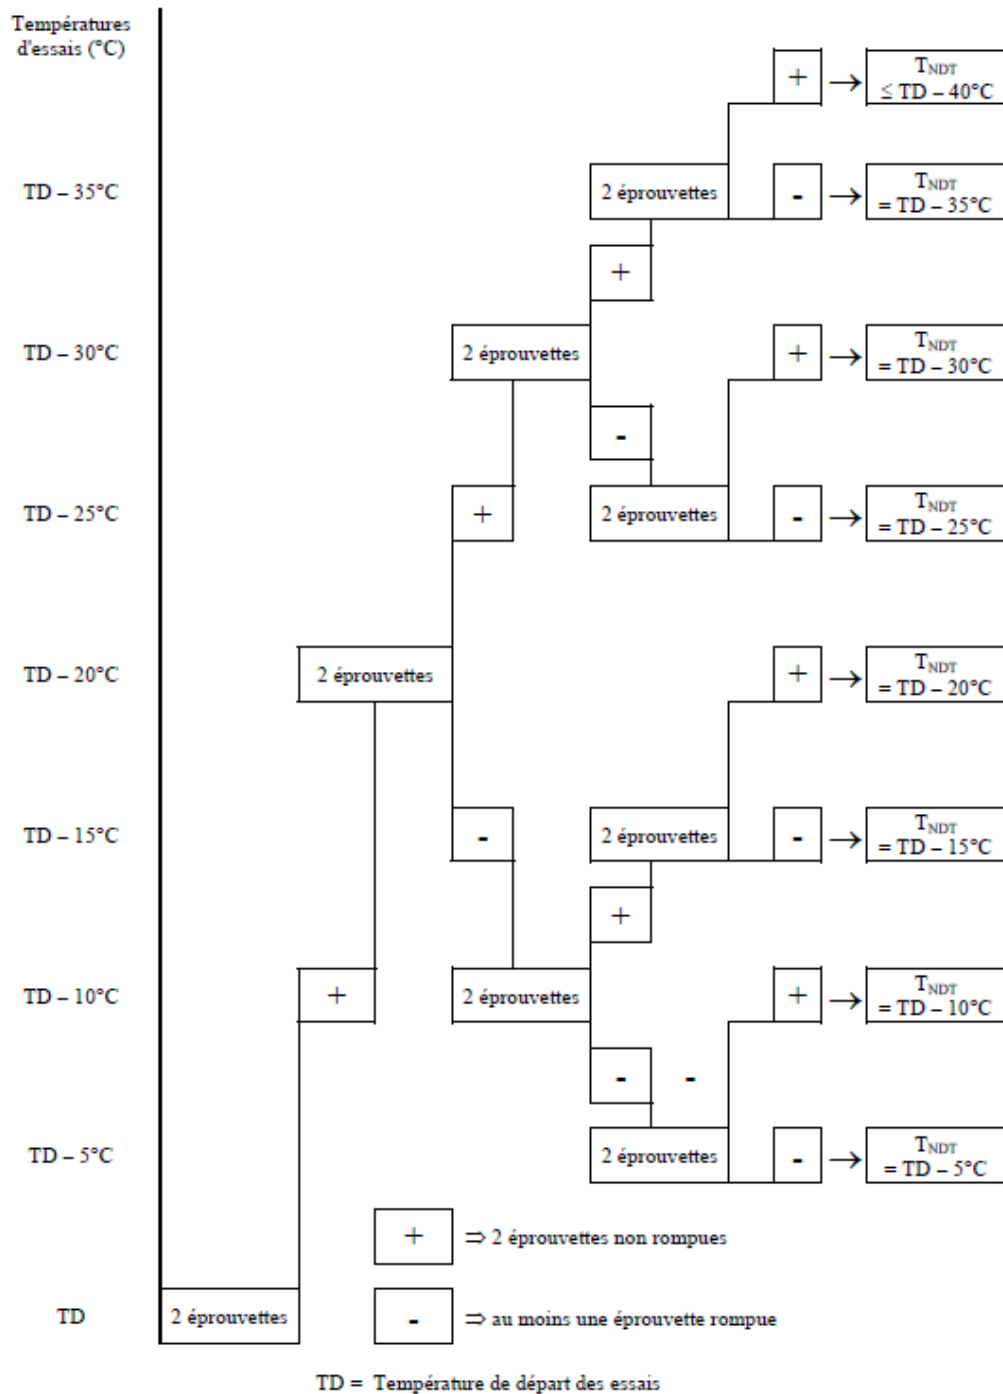 Températures
d'essais (°C)
+ → TNDT
≤ TD – 40°C
TD – 35°C
2 éprouvettes
- → TNDT
= TD – 35°C
+
TD – 30°C
2 éprouvettes
+ → TNDT
= TD – 30°C
-
TD – 25°C
+
2 éprouvettes
- → TNDT
= TD – 25°C
TD – 20°C
2 éprouvettes
+ → TNDT
= TD – 20°C
TD – 15°C
-
2 éprouvettes
- → TNDT
= TD – 15°C
+
TD – 10°C
+
2 éprouvettes
+ → TNDT
= TD – 10°C
- -
TD – 5°C
2 éprouvettes
- → TNDT
= TD – 5°C
+ ⇒ 2 éprouvettes non rompues
TD
2 éprouvettes
- ⇒ au moins une éprouvette rompue
TD = Température de départ des essais